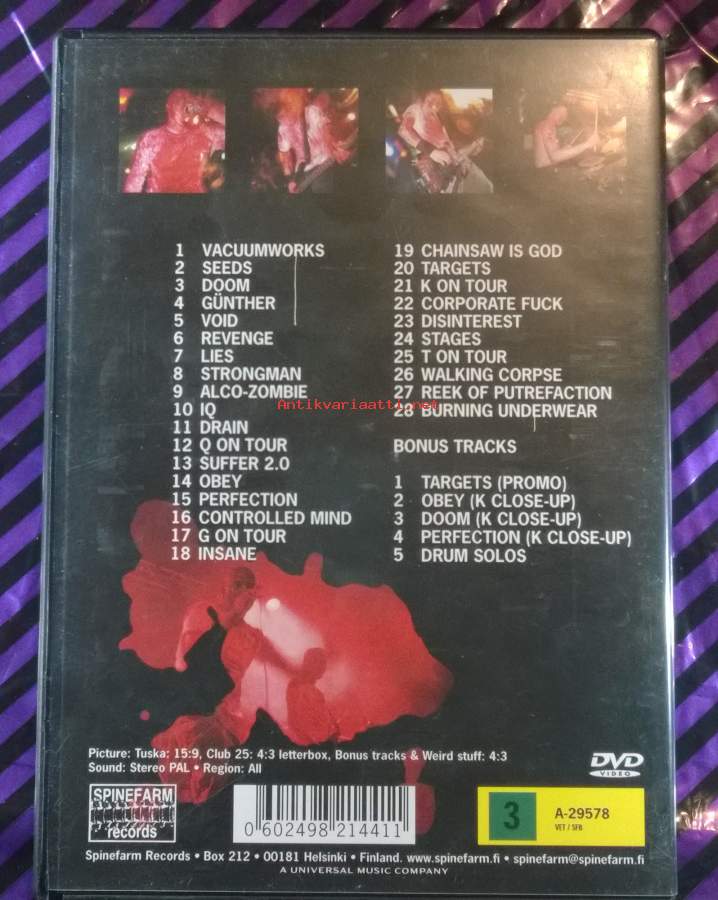 1 VACUUMWORKS
2 SEEDS
3 DOOM
4 GÜNTHER
5 VOID
6 REVENGE
7 LIES
8 STRONGMAN
9 ALCO-ZOMBIE
10 IQ
11 DRAIN
12 Q ON TOUR
13 SUFFER 2.0
14 OBEY
15 PERFECTION
16 CONTROLLED MIND
17 G ON TOUR
18 INSANE
19 CHAINSAW IS GOD
20 TARGETS
21 K ON TOUR
22 CORPORATE FUCK
23 DISINTEREST
24 STAGES
25 T ON TOUR
26 WALKING CORPSE
27 REEK OF PUTREFACTION
28 BURNING UNDERWEAR
BONUS TRACKS
1 TARGETS (PROMO)
2 OBEY (K CLOSE-UP)
3 DOOM (K CLOSE-UP)
4 PERFECTION (K CLOSE-UP)
5 DRUM SOLOS
Antikvariaatti.net
Picture: Tuska: 15:9, Club 25: 4:3 letterbox, Bonus tracks & Weird stuff: 4:3
Sound: Stereo PAL • Region: All
DVD
VIDEO
SPINEFARM
records
0 602498 214411
3
A-29578
VET / SFB
Spinefarm Records • Box 212 • 00181 Helsinki • Finland. www.spinefarm.fi • spinefarm@spinefarm.fi
A UNIVERSAL MUSIC COMPANY